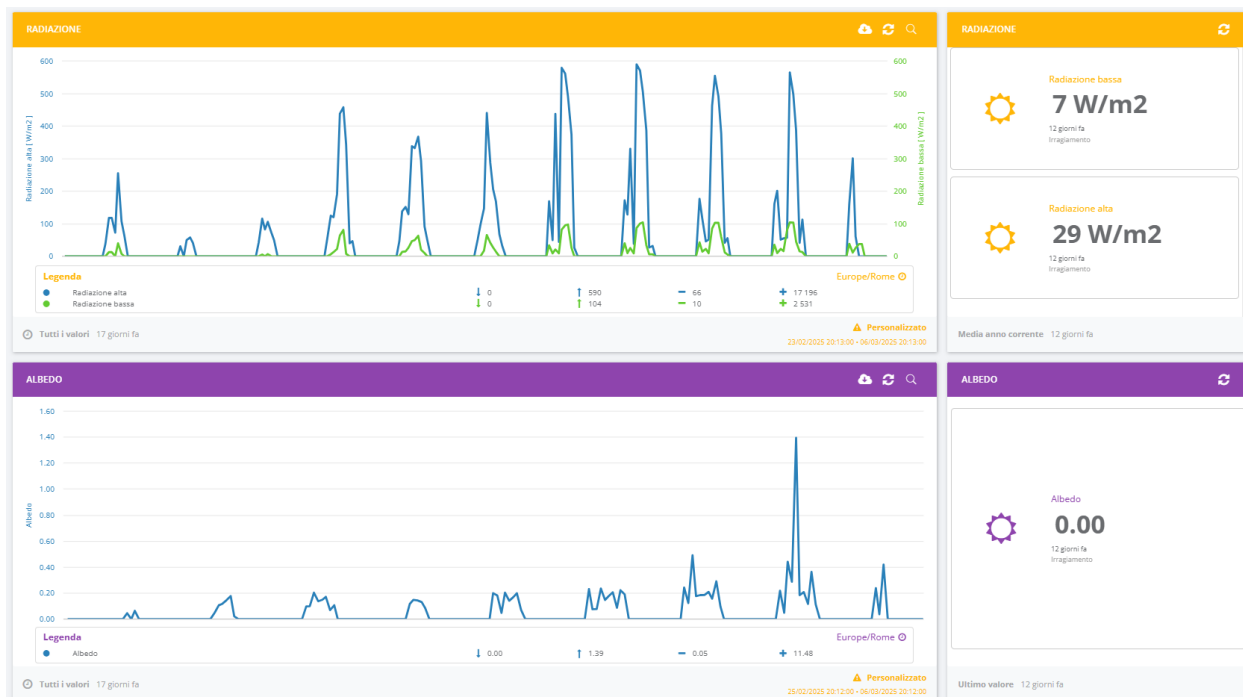 RADIAZIONE
600
500
400
300
200
100
0
Radiazione alta [ W/m2 ]
600
500
400
300
200
100
0
Radiazione bassa [ W/m2 ]
Legenda
Europe/Rome
Radiazione alta 0 590 66 17 196
Radiazione bassa 0 104 10 2 531
Tutti i valori 17 giorni fa
Personalizzato
23/02/2025 20:13:00 - 06/03/2025 20:13:00
RADIAZIONE
Radiazione bassa
7 W/m2
12 giorni fa
Irragiamento
Radiazione alta
29 W/m2
12 giorni fa
Irragiamento
Media anno corrente 12 giorni fa
ALBEDO
1.60
1.40
1.20
1.00
0.80
0.60
0.40
0.20
0.00
Albedo
Legenda
Europe/Rome
Albedo 0.00 1.39 0.05 11.48
Tutti i valori 17 giorni fa
Personalizzato
25/02/2025 20:12:00 - 06/03/2025 20:12:00
ALBEDO
Albedo
0.00
12 giorni fa
Irragiamento
Ultimo valore 12 giorni fa